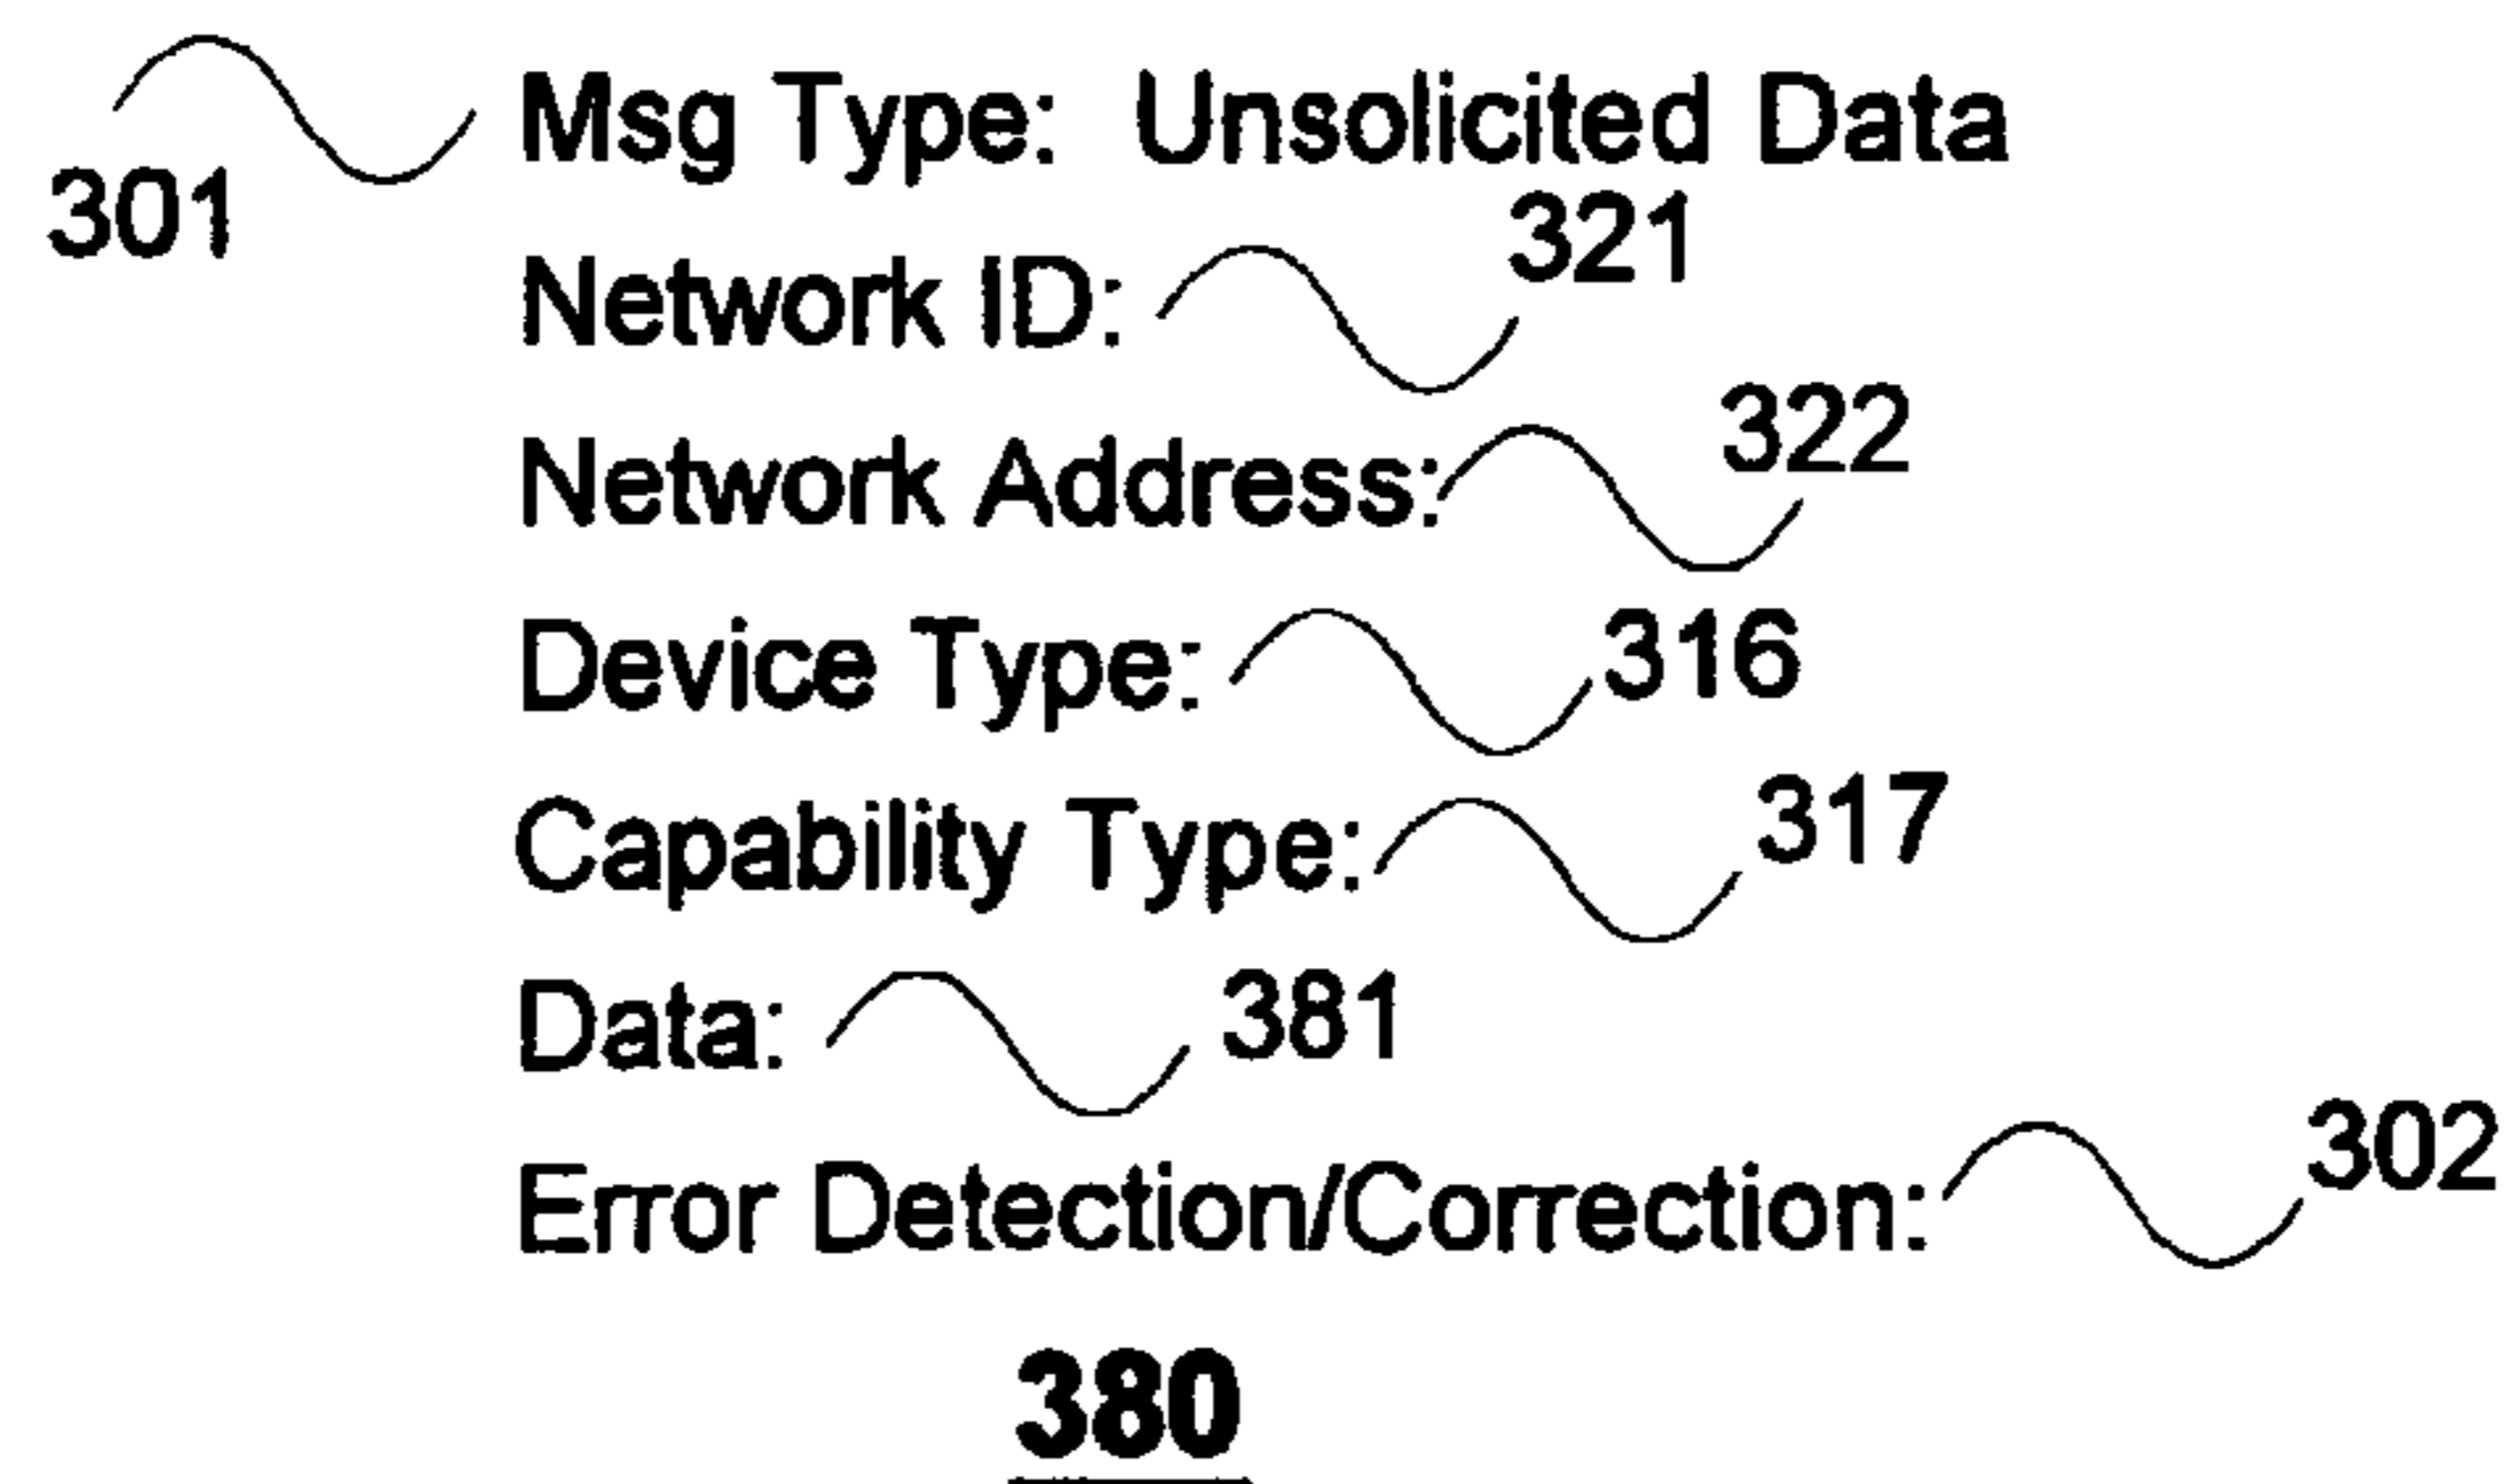 301 Msg Type: Unsolicited Data
Network ID: 321
Network Address: 322
Device Type: 316
Capability Type: 317
Data: 381
Error Detection/Correction: 302
380